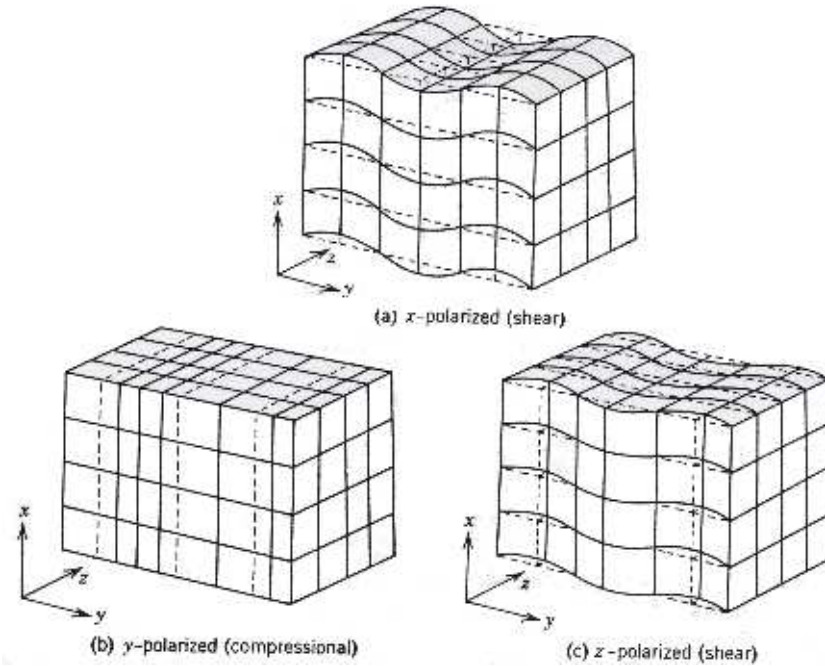 x
z
y
(a) x-polarized (shear)
x
z
y
(b) y-polarized (compressional)
x
z
y
(c) z-polarized (shear)